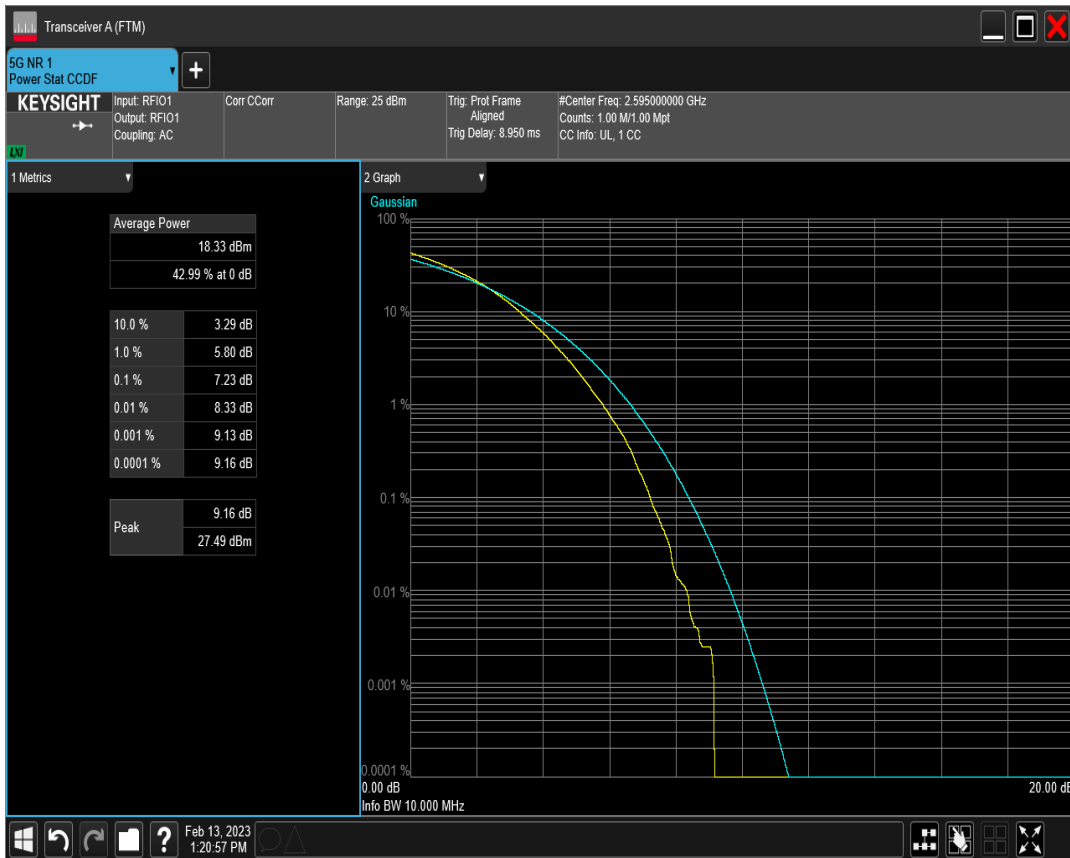 Transceiver A (FTM)
5G NR 1
Power Stat CCDF
+
KEYSIGHT
LXI
Input: RFIO1
Output: RFIO1
Coupling: AC
Corr CCorr
Range: 25 dBm
Trig: Prot Frame
Aligned
Trig Delay: 8.950 ms
#Center Freq: 2.595000000 GHz
Counts: 1.00 M/1.00 Mpt
CC Info: UL, 1 CC
1 Metrics
Average Power
18.33 dBm
42.99 % at 0 dB
10.0 % 3.29 dB
1.0 % 5.80 dB
0.1 % 7.23 dB
0.01 % 8.33 dB
0.001 % 9.13 dB
0.0001 % 9.16 dB
Peak
9.16 dB
27.49 dBm
2 Graph
Gaussian
100 %
10 %
1 %
0.1 %
0.01 %
0.001 %
0.0001 %
0.00 dB 20.00 dB
Info BW 10.000 MHz
?
Feb 13, 2023
1:20:57 PM